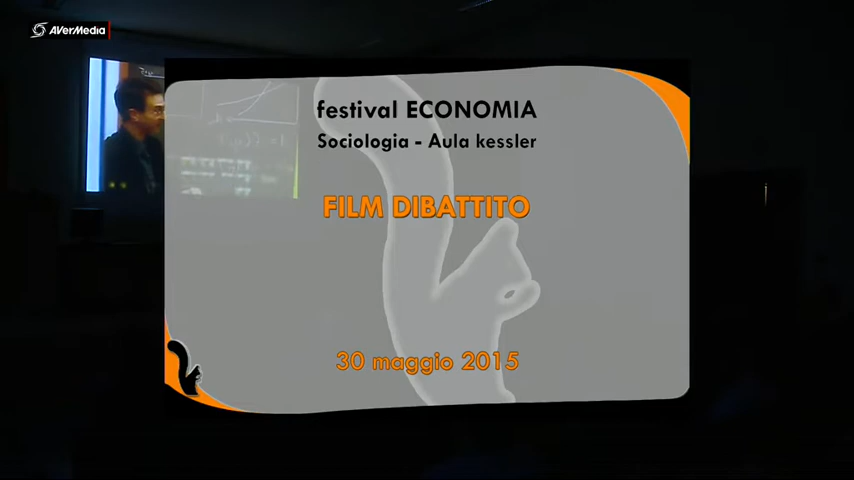 AVerMedia
festival ECONOMIA
Sociologia - Aula kessler
FILM DIBATTITO
30 maggio 2015